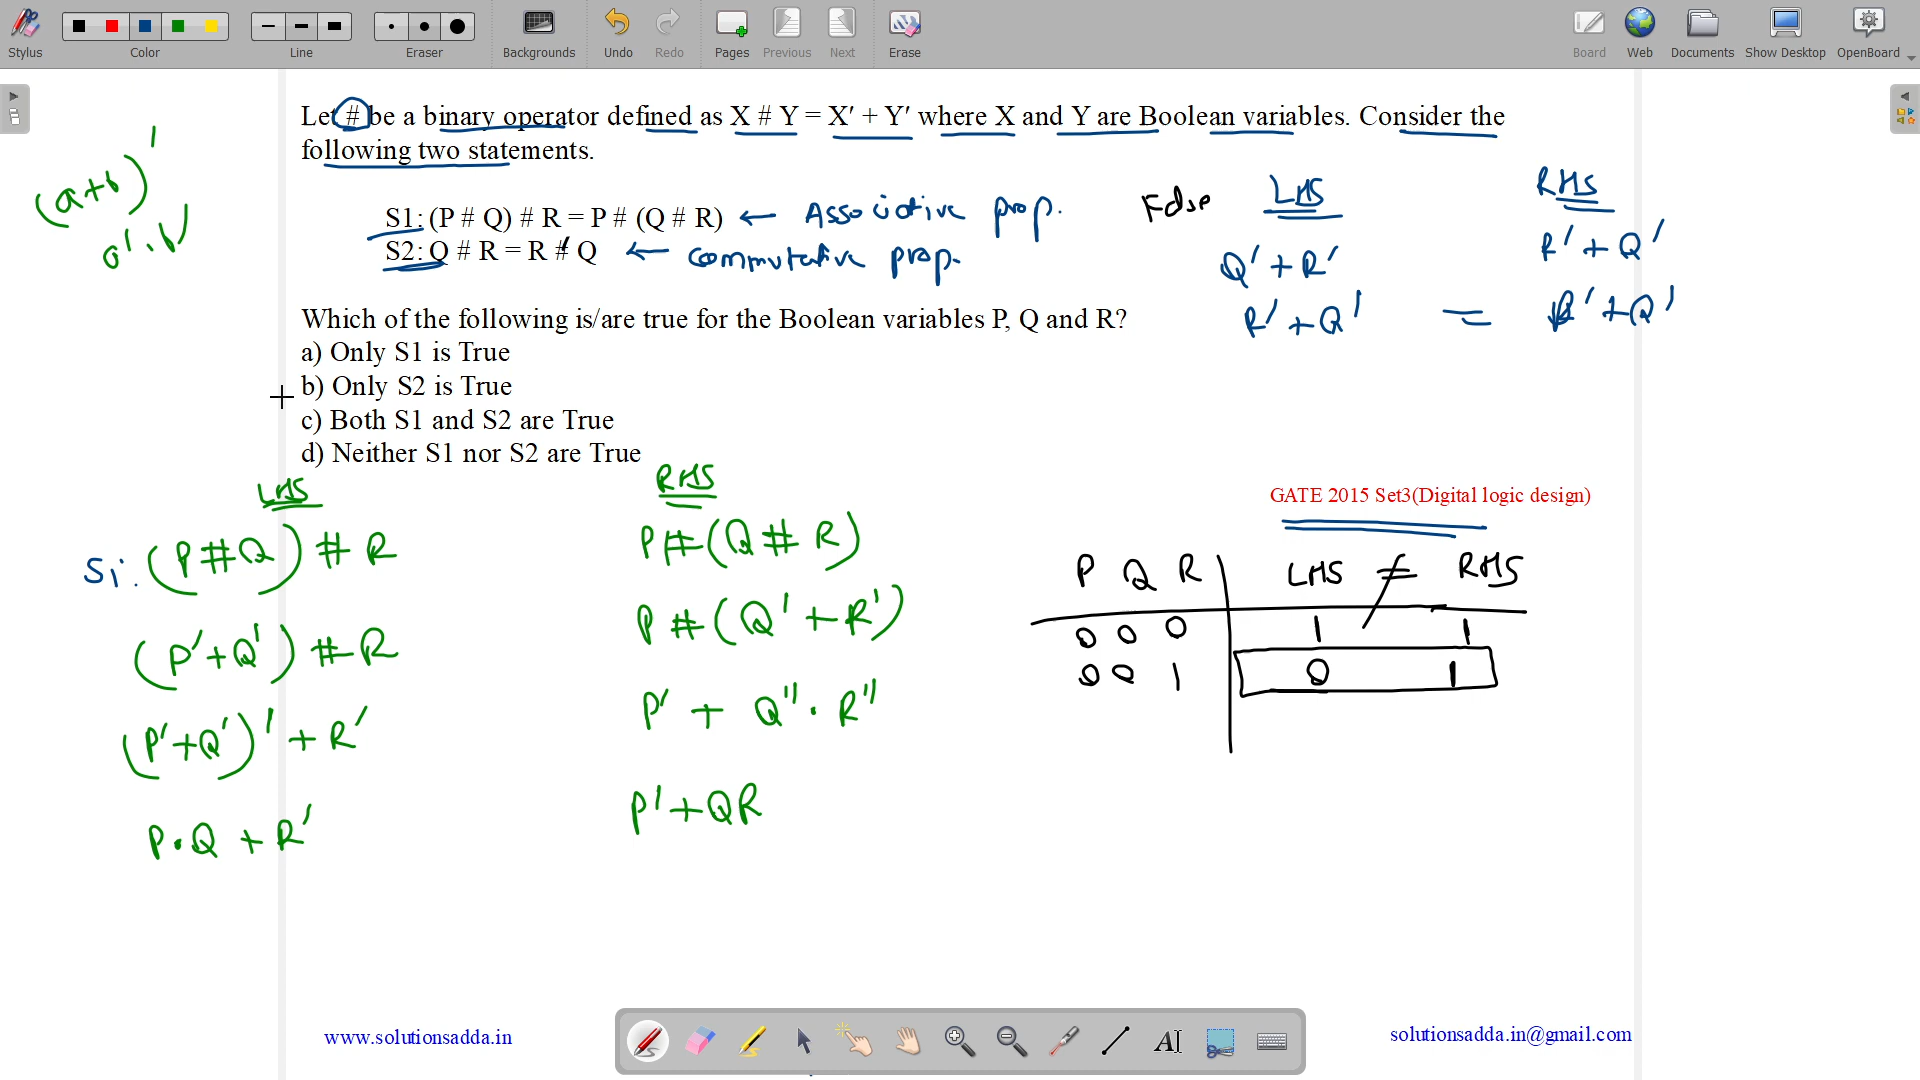 Stylus Color Line Eraser Backgrounds Undo Redo Pages Previous Next Erase Board Web Documents Show Desktop OpenBoard
Let # be a binary operator defined as X # Y = X′ + Y′ where X and Y are Boolean variables. Consider the
following two statements.
(a+b)'
a'.b'
S1: (P # Q) # R = P # (Q # R) ← Associative prop. False
S2: Q # R = R # Q ← commutative prop.
LHS RHS
Q'+R' R'+Q'
R'+Q' = R'+Q'
Which of the following is/are true for the Boolean variables P, Q and R?
a) Only S1 is True
b) Only S2 is True
c) Both S1 and S2 are True
d) Neither S1 nor S2 are True
GATE 2015 Set3(Digital logic design)
LHS RHS
S1: (P#Q)#R P#(Q#R)
(P'+Q')#R P#(Q'+R')
(P'+Q')'+R' P' + Q''.R''
P.Q+R' P'+QR
P Q R LHS ≠ RHS
0 0 0 1 1
0 0 1 0 1
www.solutionsadda.in
solutionsadda.in@gmail.com